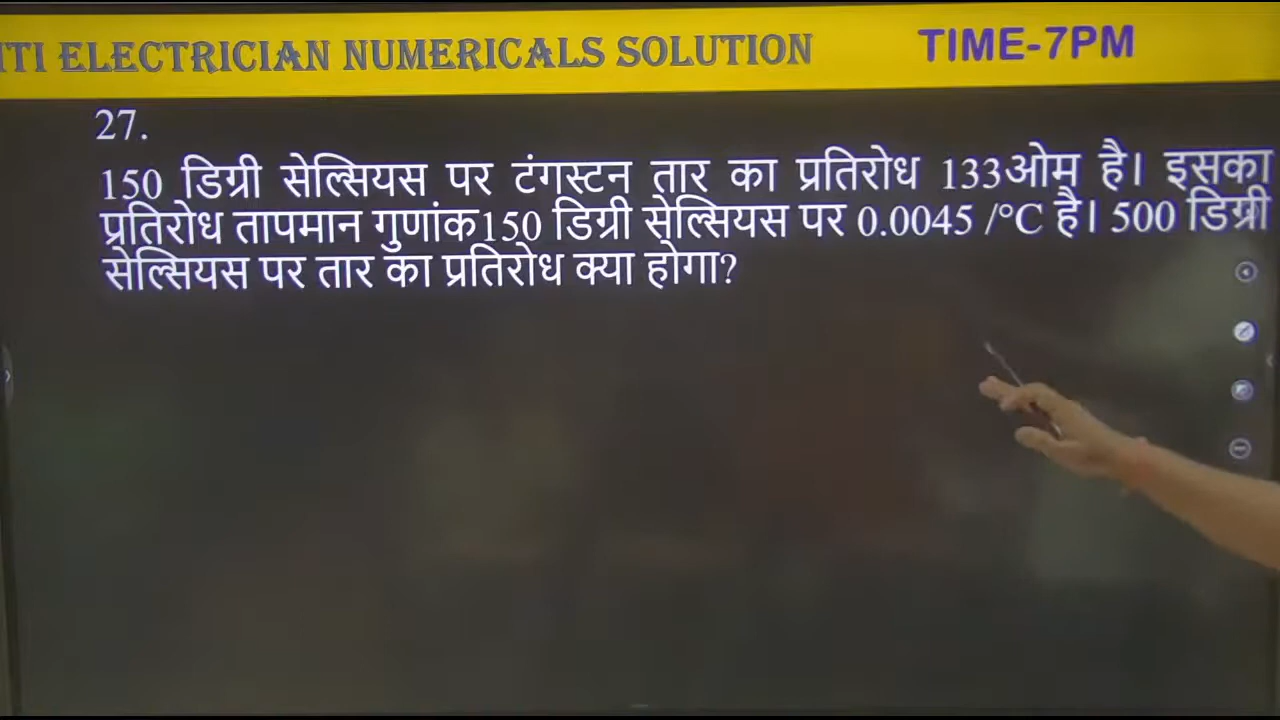 ITI ELECTRICIAN NUMERICALS SOLUTION TIME-7PM
27.
150 डिग्री सेल्सियस पर टंगस्टन तार का प्रतिरोध 133ओम है। इसका
प्रतिरोध तापमान गुणांक150 डिग्री सेल्सियस पर 0.0045 /°C है। 500 डिग्री
सेल्सियस पर तार का प्रतिरोध क्या होगा?